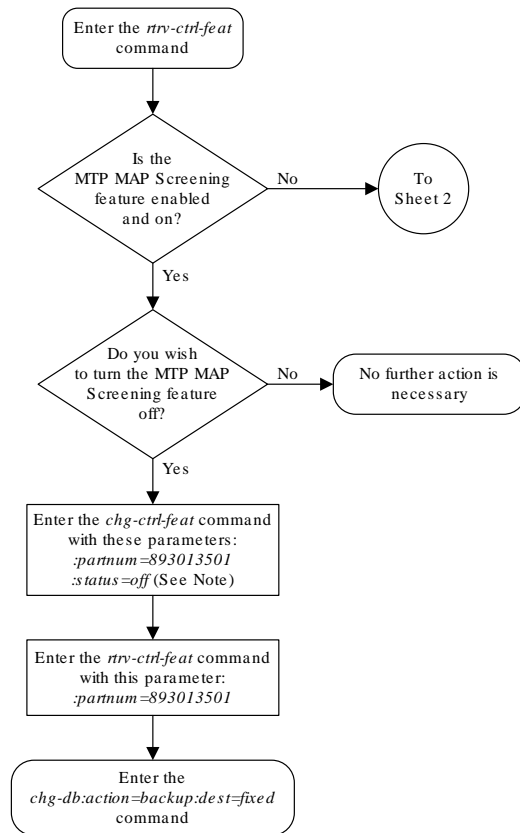 Enter the rtrv-ctrl-feat
command
Is the
MTP MAP Screening
feature enabled
and on?
No
To
Sheet 2
Yes
Do you wish
to turn the MTP MAP
Screening feature
off?
No
No further action is
necessary
Yes
Enter the chg-ctrl-feat command
with these parameters:
:partnum=893013501
:status=off (See Note)
Enter the rtrv-ctrl-feat command
with this parameter:
:partnum=893013501
Enter the
chg-db:action=backup:dest=fixed
command